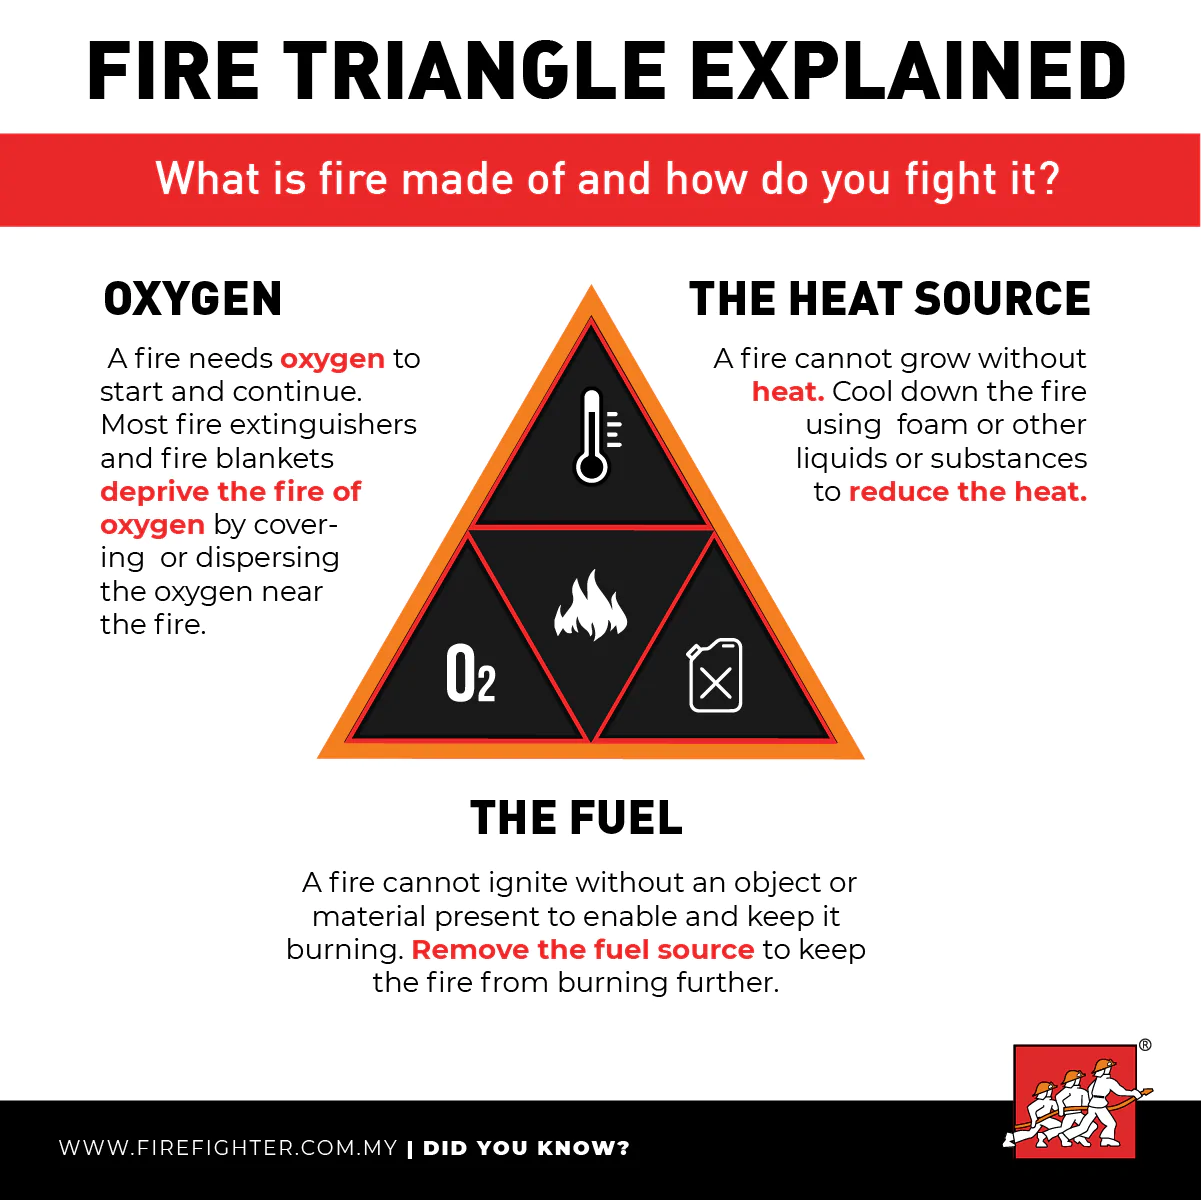 FIRE TRIANGLE EXPLAINED
What is fire made of and how do you fight it?
OXYGEN
A fire needs oxygen to
start and continue.
Most fire extinguishers
and fire blankets
deprive the fire of
oxygen by cover-
ing or dispersing
the oxygen near
the fire.
THE HEAT SOURCE
A fire cannot grow without
heat. Cool down the fire
using foam or other
liquids or substances
to reduce the heat.
O2
THE FUEL
A fire cannot ignite without an object or
material present to enable and keep it
burning. Remove the fuel source to keep
the fire from burning further.
®
WWW.FIREFIGHTER.COM.MY | DID YOU KNOW?